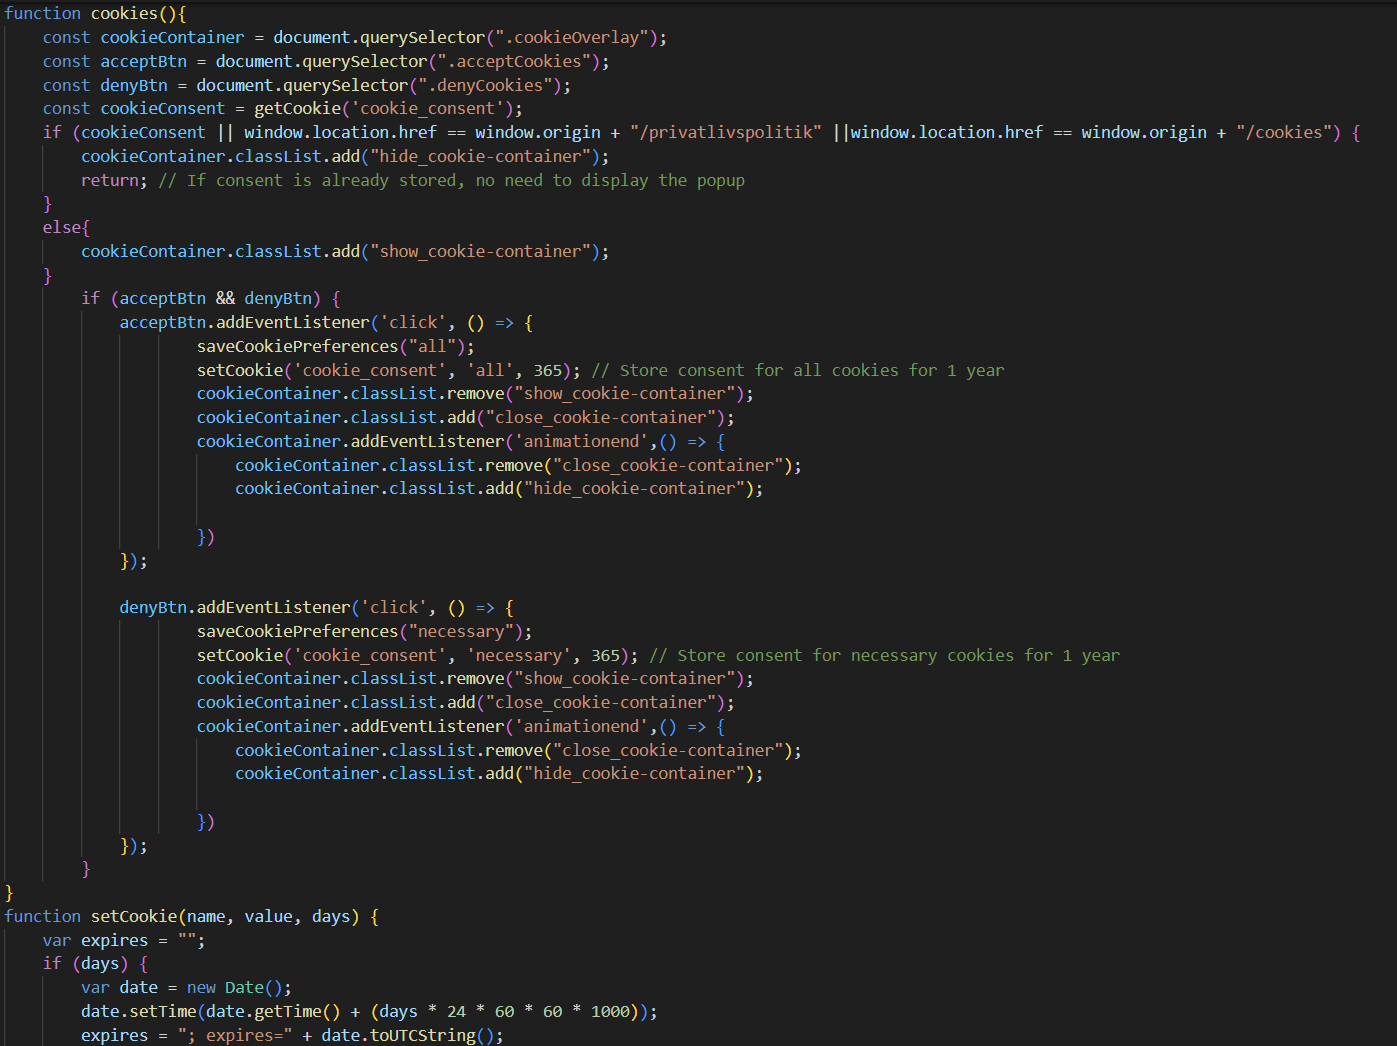 function cookies(){
const cookieContainer = document.querySelector(".cookieOverlay");
const acceptBtn = document.querySelector(".acceptCookies");
const denyBtn = document.querySelector(".denyCookies");
const cookieConsent = getCookie('cookie_consent');
if (cookieConsent || window.location.href == window.origin + "/privatlivspolitik" ||window.location.href == window.origin + "/cookies") {
cookieContainer.classList.add("hide_cookie-container");
return; // If consent is already stored, no need to display the popup
}
else{
cookieContainer.classList.add("show_cookie-container");
}
if (acceptBtn && denyBtn) {
acceptBtn.addEventListener('click', () => {
saveCookiePreferences("all");
setCookie('cookie_consent', 'all', 365); // Store consent for all cookies for 1 year
cookieContainer.classList.remove("show_cookie-container");
cookieContainer.classList.add("close_cookie-container");
cookieContainer.addEventListener('animationend',() => {
cookieContainer.classList.remove("close_cookie-container");
cookieContainer.classList.add("hide_cookie-container");
})
});
denyBtn.addEventListener('click', () => {
saveCookiePreferences("necessary");
setCookie('cookie_consent', 'necessary', 365); // Store consent for necessary cookies for 1 year
cookieContainer.classList.remove("show_cookie-container");
cookieContainer.classList.add("close_cookie-container");
cookieContainer.addEventListener('animationend',() => {
cookieContainer.classList.remove("close_cookie-container");
cookieContainer.classList.add("hide_cookie-container");
})
});
}
}
function setCookie(name, value, days) {
var expires = "";
if (days) {
var date = new Date();
date.setTime(date.getTime() + (days * 24 * 60 * 60 * 1000));
expires = "; expires=" + date.toUTCString();